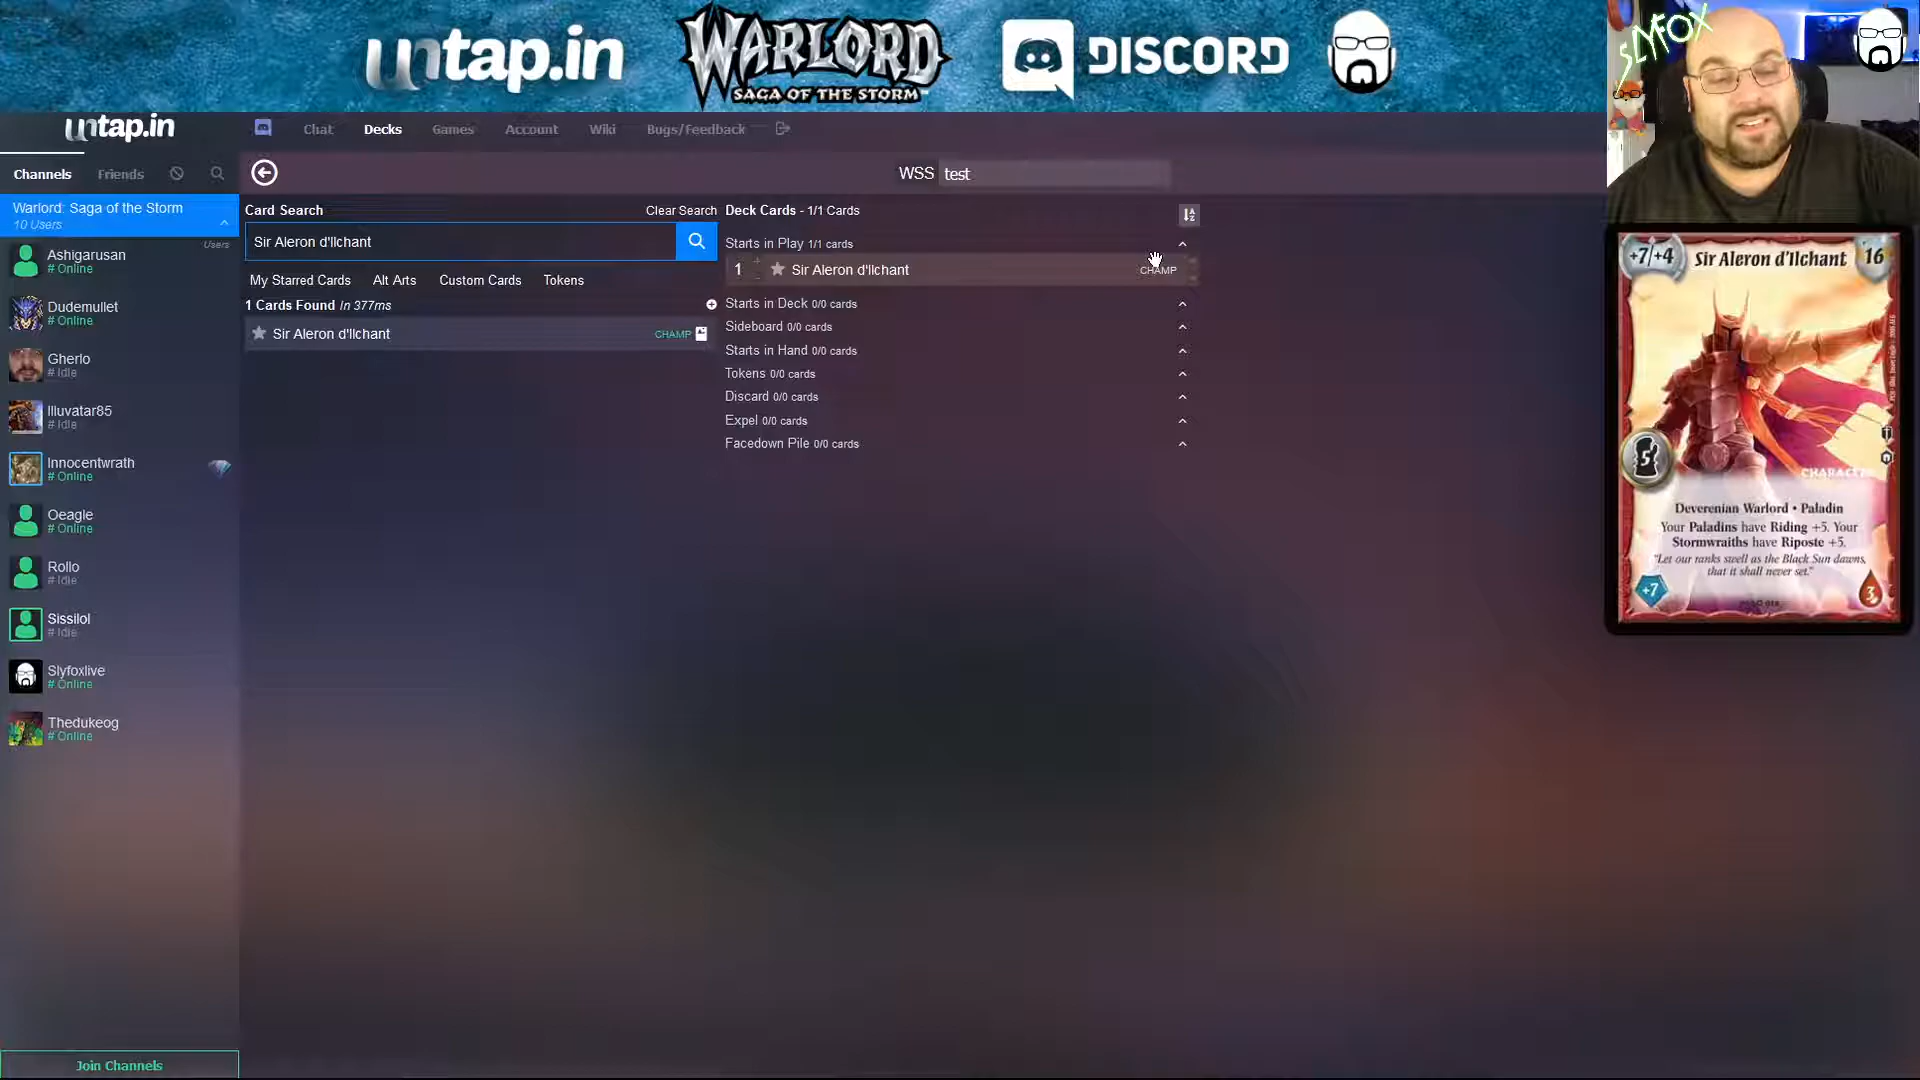 untap.in
WARLORD
SAGA OF THE STORM
DISCORD
SLYFOX
untap.in
Chat
Decks
Games
Account
Wiki
Bugs/Feedback
Channels
Friends
WSS test
Warlord: Saga of the Storm
10 Users
Users
Ashigarusan
# Online
Dudemullet
# Online
Gherlo
# Idle
Illuvatar85
# Idle
Innocentwrath
# Online
Oeagle
# Online
Rollo
# Idle
Sissilol
# Idle
Slyfoxlive
# Online
Thedukeog
# Online
Join Channels
Card Search
Clear Search
Sir Aleron d'Ilchant
My Starred Cards
Alt Arts
Custom Cards
Tokens
1 Cards Found In 377ms
Sir Aleron d'Ilchant
CHAMP
Deck Cards - 1/1 Cards
Starts in Play 1/1 cards
1 Sir Aleron d'Ilchant
CHAMP
Starts in Deck 0/0 cards
Sideboard 0/0 cards
Starts in Hand 0/0 cards
Tokens 0/0 cards
Discard 0/0 cards
Expel 0/0 cards
Facedown Pile 0/0 cards
+7/+4
Sir Aleron d'Ilchant
16
5
CHARACTER
Deverenian Warlord • Paladin
Your Paladins have Riding +5. Your
Stormwraiths have Riposte +5.
"Let our ranks swell as the Black Sun dawns,
that it shall never set."
+7
3